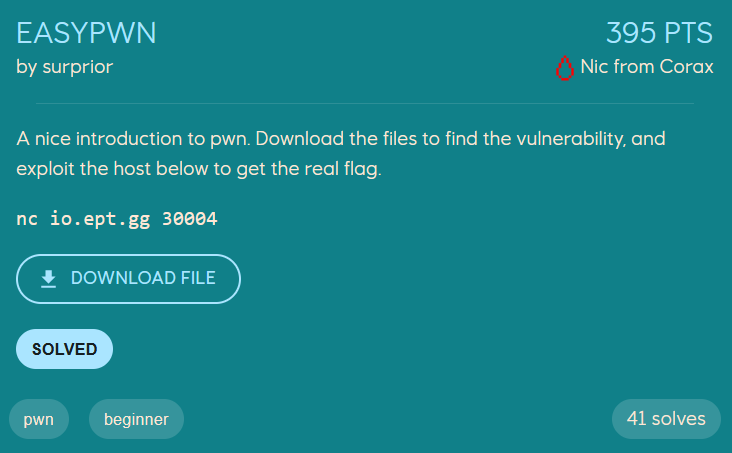 EASYPWN
395 PTS
by surprior
Nic from Corax
A nice introduction to pwn. Download the files to find the vulnerability, and
exploit the host below to get the real flag.
nc io.ept.gg 30004
DOWNLOAD FILE
SOLVED
pwn
beginner
41 solves